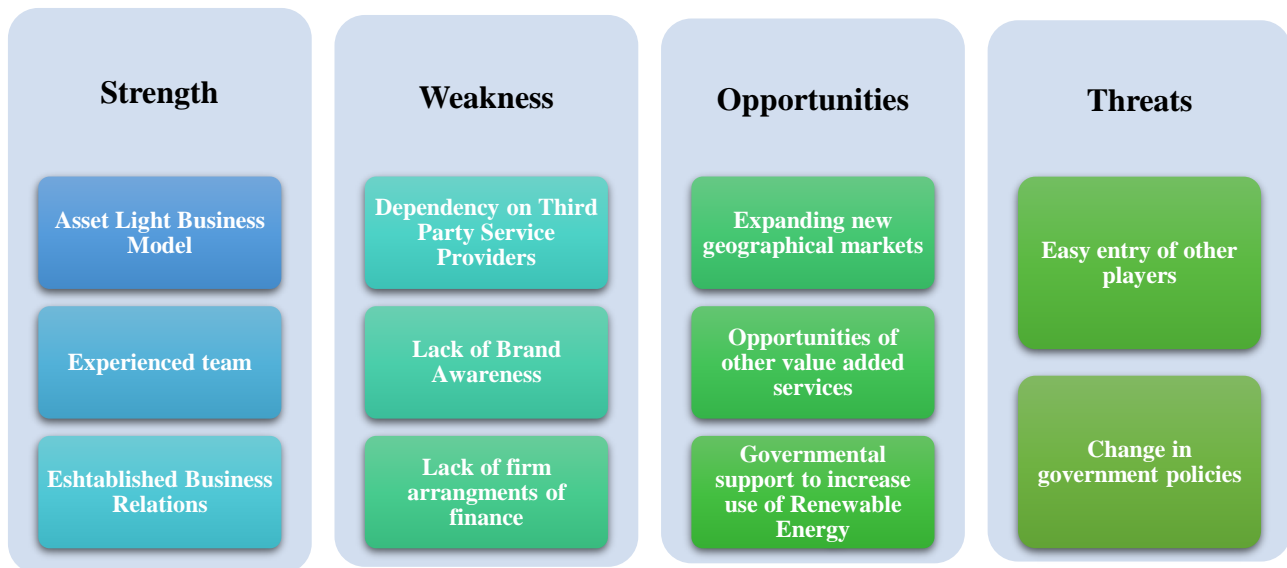 Strength
Asset Light Business
Model
Experienced team
Eshtablished Business
Relations
Weakness
Dependency on Third
Party Service
Providers
Lack of Brand
Awareness
Lack of firm
arrangments of
finance
Opportunities
Expanding new
geographical markets
Opportunities of
other value added
services
Governmental
support to increase
use of Renewable
Energy
Threats
Easy entry of other
players
Change in
government policies